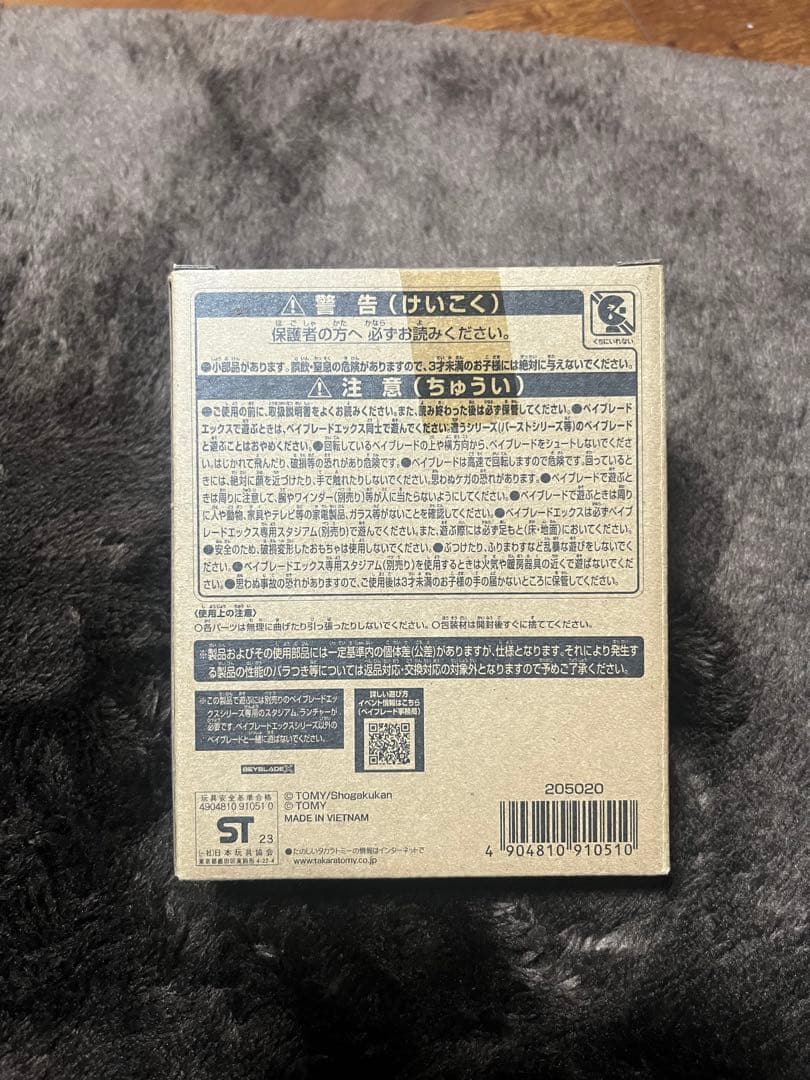 ⚠ 警告(けいこく)
保護者の方へ 必ずお読みください。
くちにいれない
●小部品があります。誤飲・窒息の危険がありますので、3才未満のお子様には絶対に与えないでください。
⚠ 注意(ちゅうい)
●ご使用の前に、取扱説明書をよくお読みください。また、読み終わった後は必ず保管してください。●ベイブレード
エックスで遊ぶときは、ベイブレードエックス同士で遊んでください。違うシリーズ(バーストシリーズ等)のベイブレード
と遊ぶことはおやめください。●回転しているベイブレードの上や横方向から、ベイブレードをシュートしないでくださ
い。はじかれて飛んだり、破損等の恐れがあり危険です。●ベイブレードは高速で回転しますので危険です。回っていると
きには、絶対に顔を近づけたり、手で触れたりしないでください。思わぬケガの恐れがあります。●ベイブレードで遊ぶと
きは周りに注意して、腕やワインダー(別売り)等が人に当たらないようにしてください。●ベイブレードで遊ぶときは周り
に人や動物、家具やテレビ等の家電製品、ガラス等がないことを確認してください。●ベイブレードエックスは必ずベイブ
レードエックス専用スタジアム(別売り)で遊んでください。また、遊ぶ際には必ず足もと(床・地面)においてください。
●安全のため、破損変形したおもちゃは使用しないでください。●ぶつけたり、ふりまわすなど乱暴な遊びをしないでくだ
さい。●ベイブレードエックス専用スタジアム(別売り)を使用するときは火気や暖房器具の近くで遊ばないでくださ
い。●思わぬ事故の恐れがありますので、ご使用後は3才未満のお子様の手の届かないところに保管してください。
〈使用上の注意〉
○各パーツは無理に曲げたり引っ張ったりしないでください。○包装材は開封後すぐに捨ててください。
※製品およびその使用部品には一定基準内の個体差(公差)がありますが、仕様となります。それにより発生す
る製品の性能のバラつき等については返品対応・交換対応の対象外となりますので予めご了承ください。
※この製品で遊ぶには別売りのベイブレードエッ
クスシリーズ専用のスタジアム、ランチャーが
必要です。ベイブレードエックスシリーズ以外の
ベイブレードと一緒に遊ばないでください。
詳しい遊び方
イベント情報はこちら
(ベイブレード事務局)
BEYBLADE X
玩具安全基準合格
4904810 91051 0
ST 23
(一社)日本玩具協会
東京都墨田区東駒形4-22-4
© TOMY/Shogakukan
© TOMY
MADE IN VIETNAM
●たのしいタカラトミーの情報はインターネットで
www.takaratomy.co.jp
205020
4 904810 910510